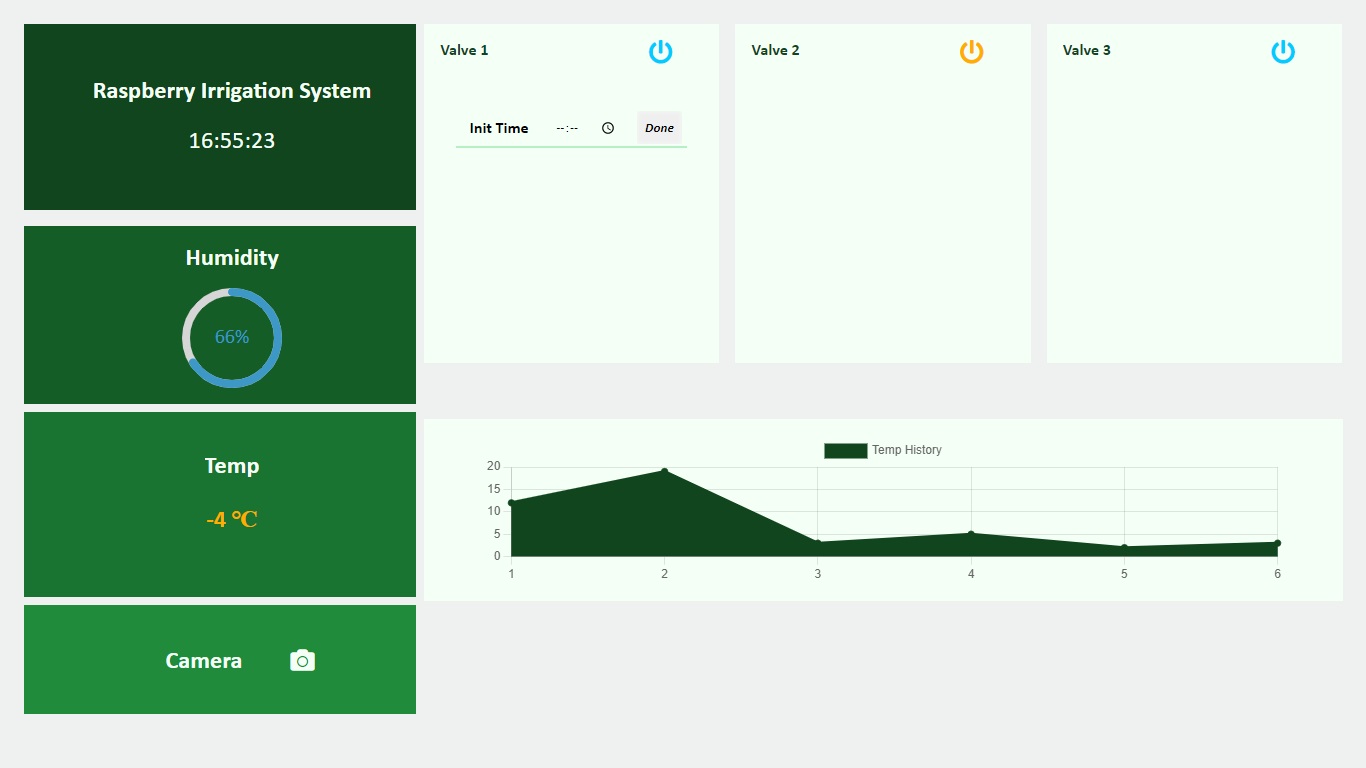 Raspberry Irrigation System
16:55:23
Humidity
66%
Temp
-4 °C
Camera
Valve 1
Init Time --:-- Done
Valve 2
Valve 3
Temp History
20
15
10
5
0
1 2 3 4 5 6